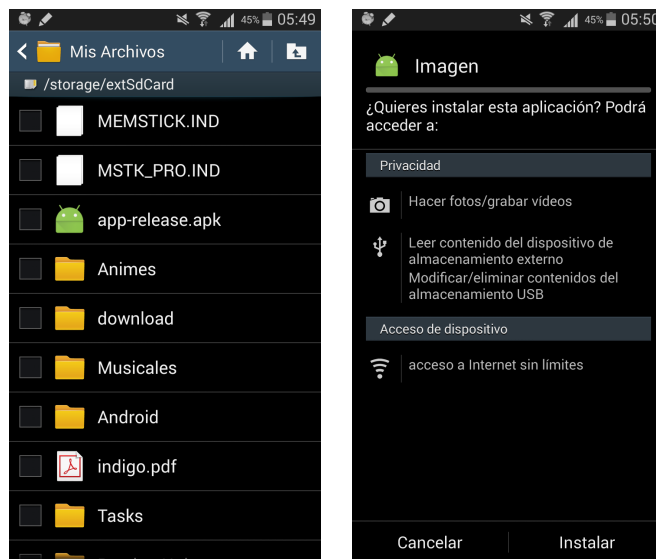 45% 05:49
Mis Archivos
/storage/extSdCard
MEMSTICK.IND
MSTK_PRO.IND
app-release.apk
Animes
download
Musicales
Android
indigo.pdf
Tasks
45% 05:50
Imagen
¿Quieres instalar esta aplicación? Podrá
acceder a:
Privacidad
Hacer fotos/grabar vídeos
Leer contenido del dispositivo de
almacenamiento externo
Modificar/eliminar contenidos del
almacenamiento USB
Acceso de dispositivo
acceso a Internet sin límites
Cancelar
Instalar